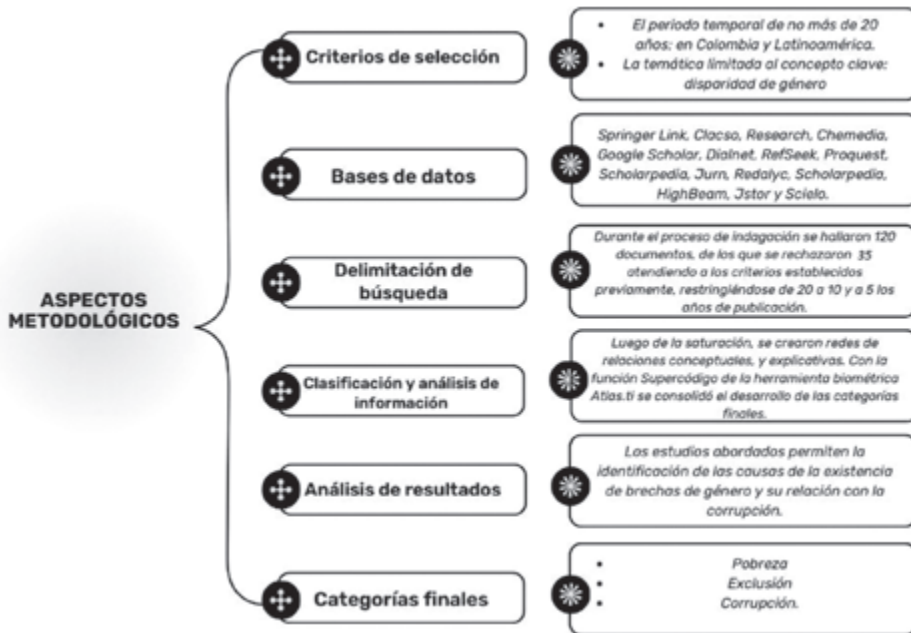 ASPECTOS
METODOLÓGICOS
Criterios de selección
• El periodo temporal de no más de 20
años: en Colombia y Latinoamérica.
• La temática limitada al concepto clave:
disparidad de género
Bases de datos
Springer Link, Clacso, Research, Chemedia,
Google Scholar, Dialnet, RefSeek, Proquest,
Scholarpedia, Jurn, Redalyc, Scholarpedia,
HighBeam, Jstor y Scielo.
Delimitación de
búsqueda
Durante el proceso de indagación se hallaron 120
documentos, de los que se rechazaron 35
atendiendo a los criterios establecidos
previamente, restringiéndose de 20 a 10 y a 5 los
años de publicación.
Clasificación y análisis de
información
Luego de la saturación, se crearon redes de
relaciones conceptuales, y explicativas. Con la
función Supercódigo de la herramienta biométrica
Atlas.ti se consolidó el desarrollo de las categorías
finales.
Análisis de resultados
Los estudios abordados permiten la
identificación de las causas de la existencia
de brechas de género y su relación con la
corrupción.
Categorías finales
• Pobreza
• Exclusión
• Corrupción.